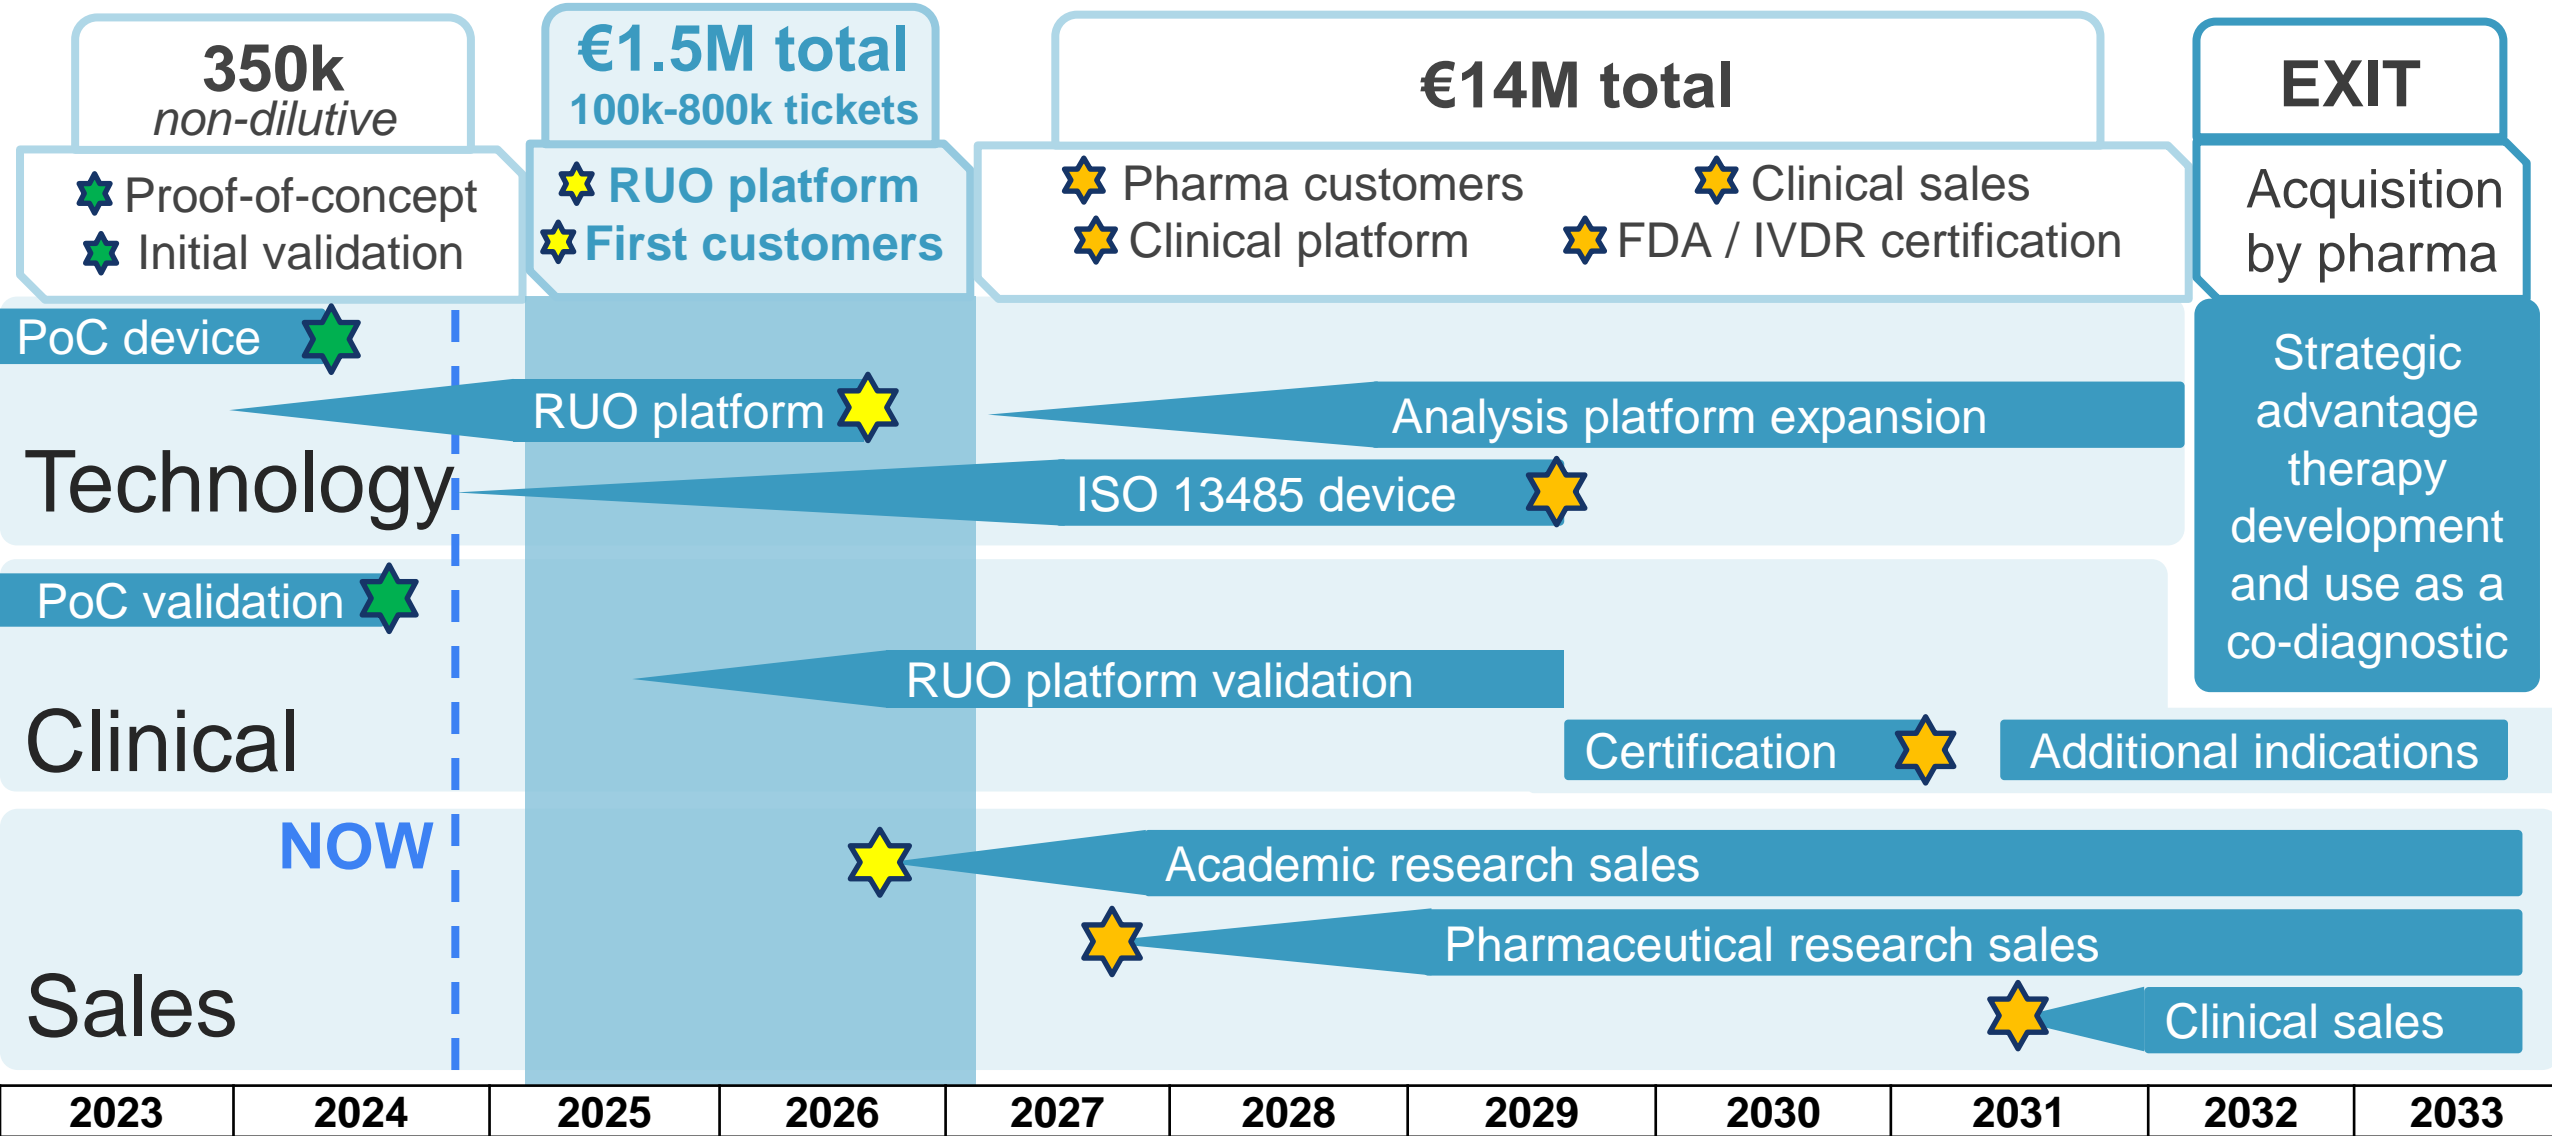 350k
non-dilutive
Proof-of-concept
Initial validation
€1.5M total
100k-800k tickets
RUO platform
First customers
€14M total
Pharma customers
Clinical sales
Clinical platform
FDA / IVDR certification
EXIT
Acquisition
by pharma
Strategic
advantage
therapy
development
and use as a
co-diagnostic
PoC device
RUO platform
Analysis platform expansion
Technology
ISO 13485 device
PoC validation
RUO platform validation
Clinical
Certification
Additional indications
NOW
Academic research sales
Pharmaceutical research sales
Sales
Clinical sales
2023 2024 2025 2026 2027 2028 2029 2030 2031 2032 2033